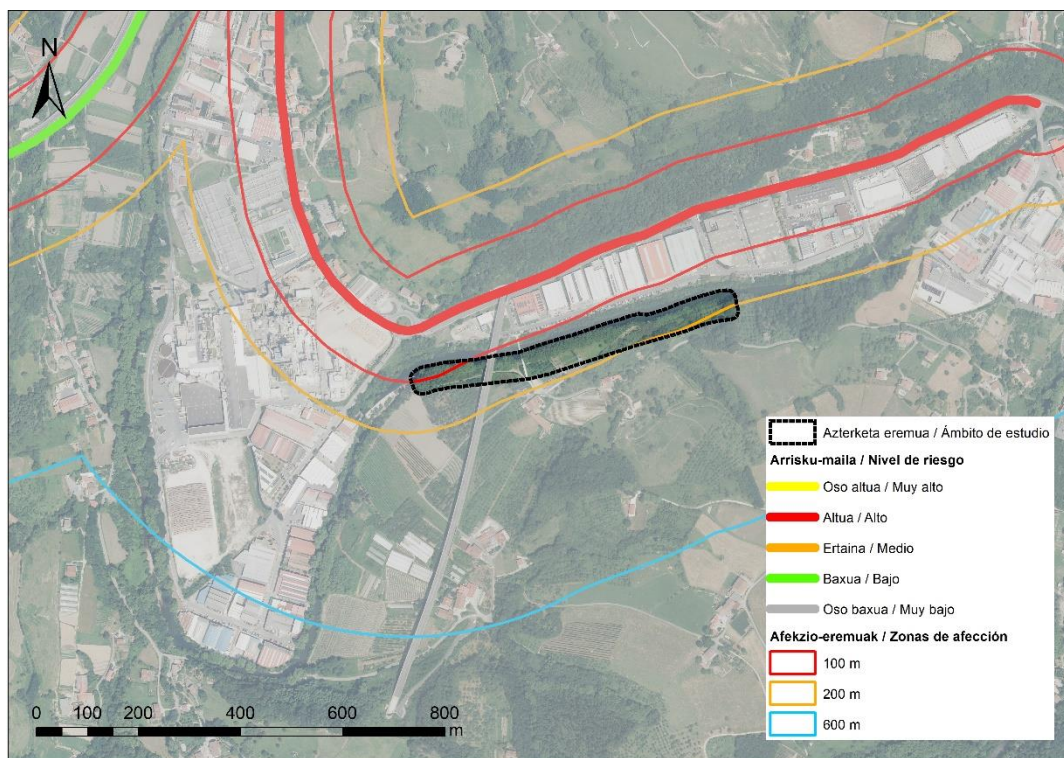 N
Azterketa eremua / Ámbito de estudio
Arrisku-maila / Nivel de riesgo
Oso altua / Muy alto
Altua / Alto
Ertaina / Medio
Baxua / Bajo
Oso baxua / Muy bajo
Afekzio-eremuak / Zonas de afección
100 m
200 m
600 m
0 100 200 400 600 800
m